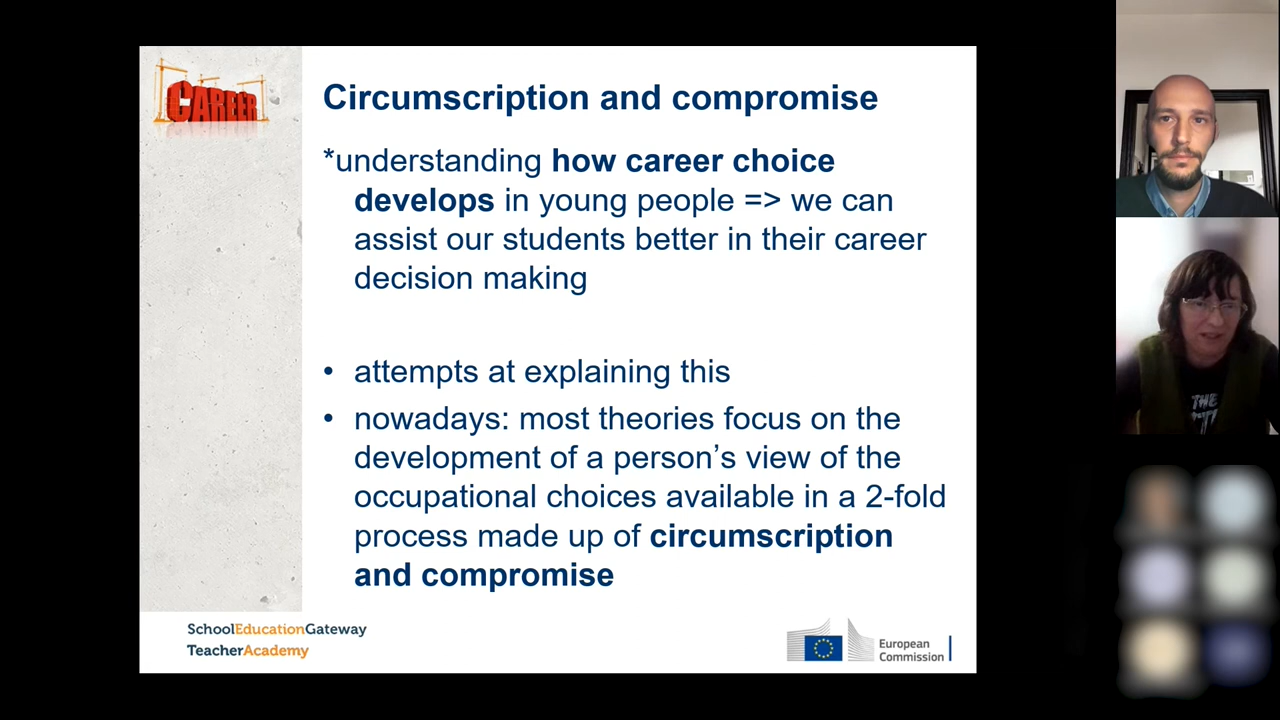 CAREER
Circumscription and compromise
*understanding how career choice
develops in young people => we can
assist our students better in their career
decision making
• attempts at explaining this
• nowadays: most theories focus on the
development of a person’s view of the
occupational choices available in a 2-fold
process made up of circumscription
and compromise
SchoolEducationGateway
TeacherAcademy
European
Commission
THE